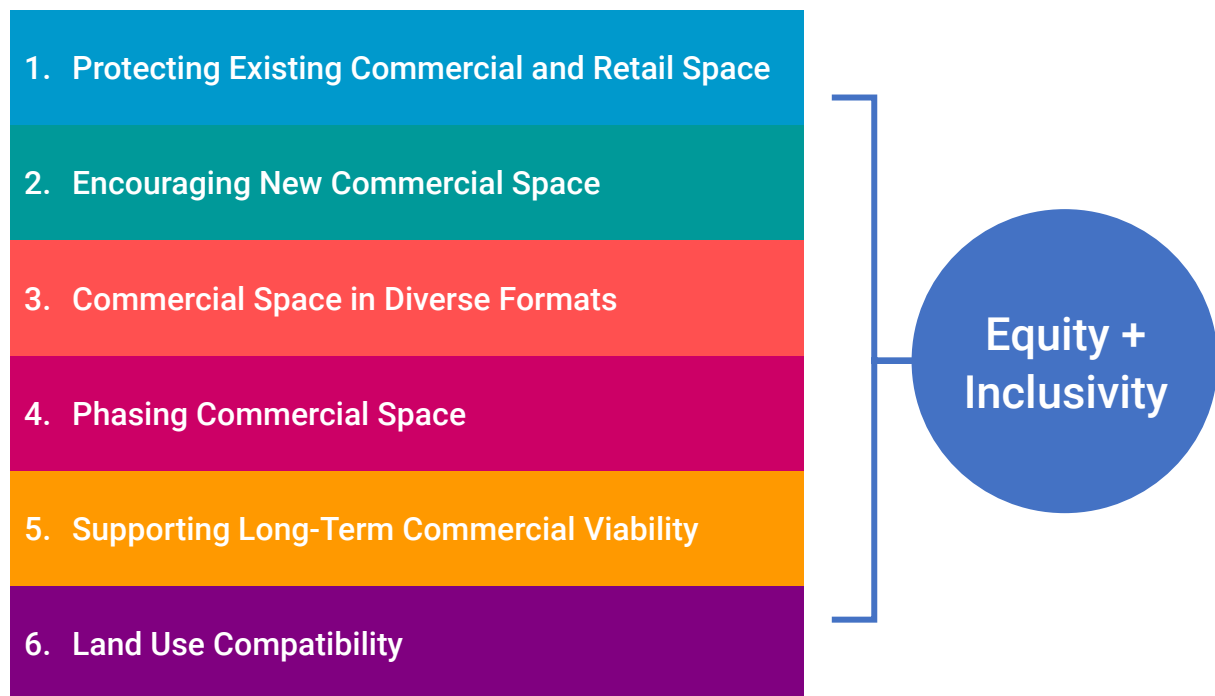 1. Protecting Existing Commercial and Retail Space
2. Encouraging New Commercial Space
3. Commercial Space in Diverse Formats
4. Phasing Commercial Space
5. Supporting Long-Term Commercial Viability
6. Land Use Compatibility
Equity +
Inclusivity